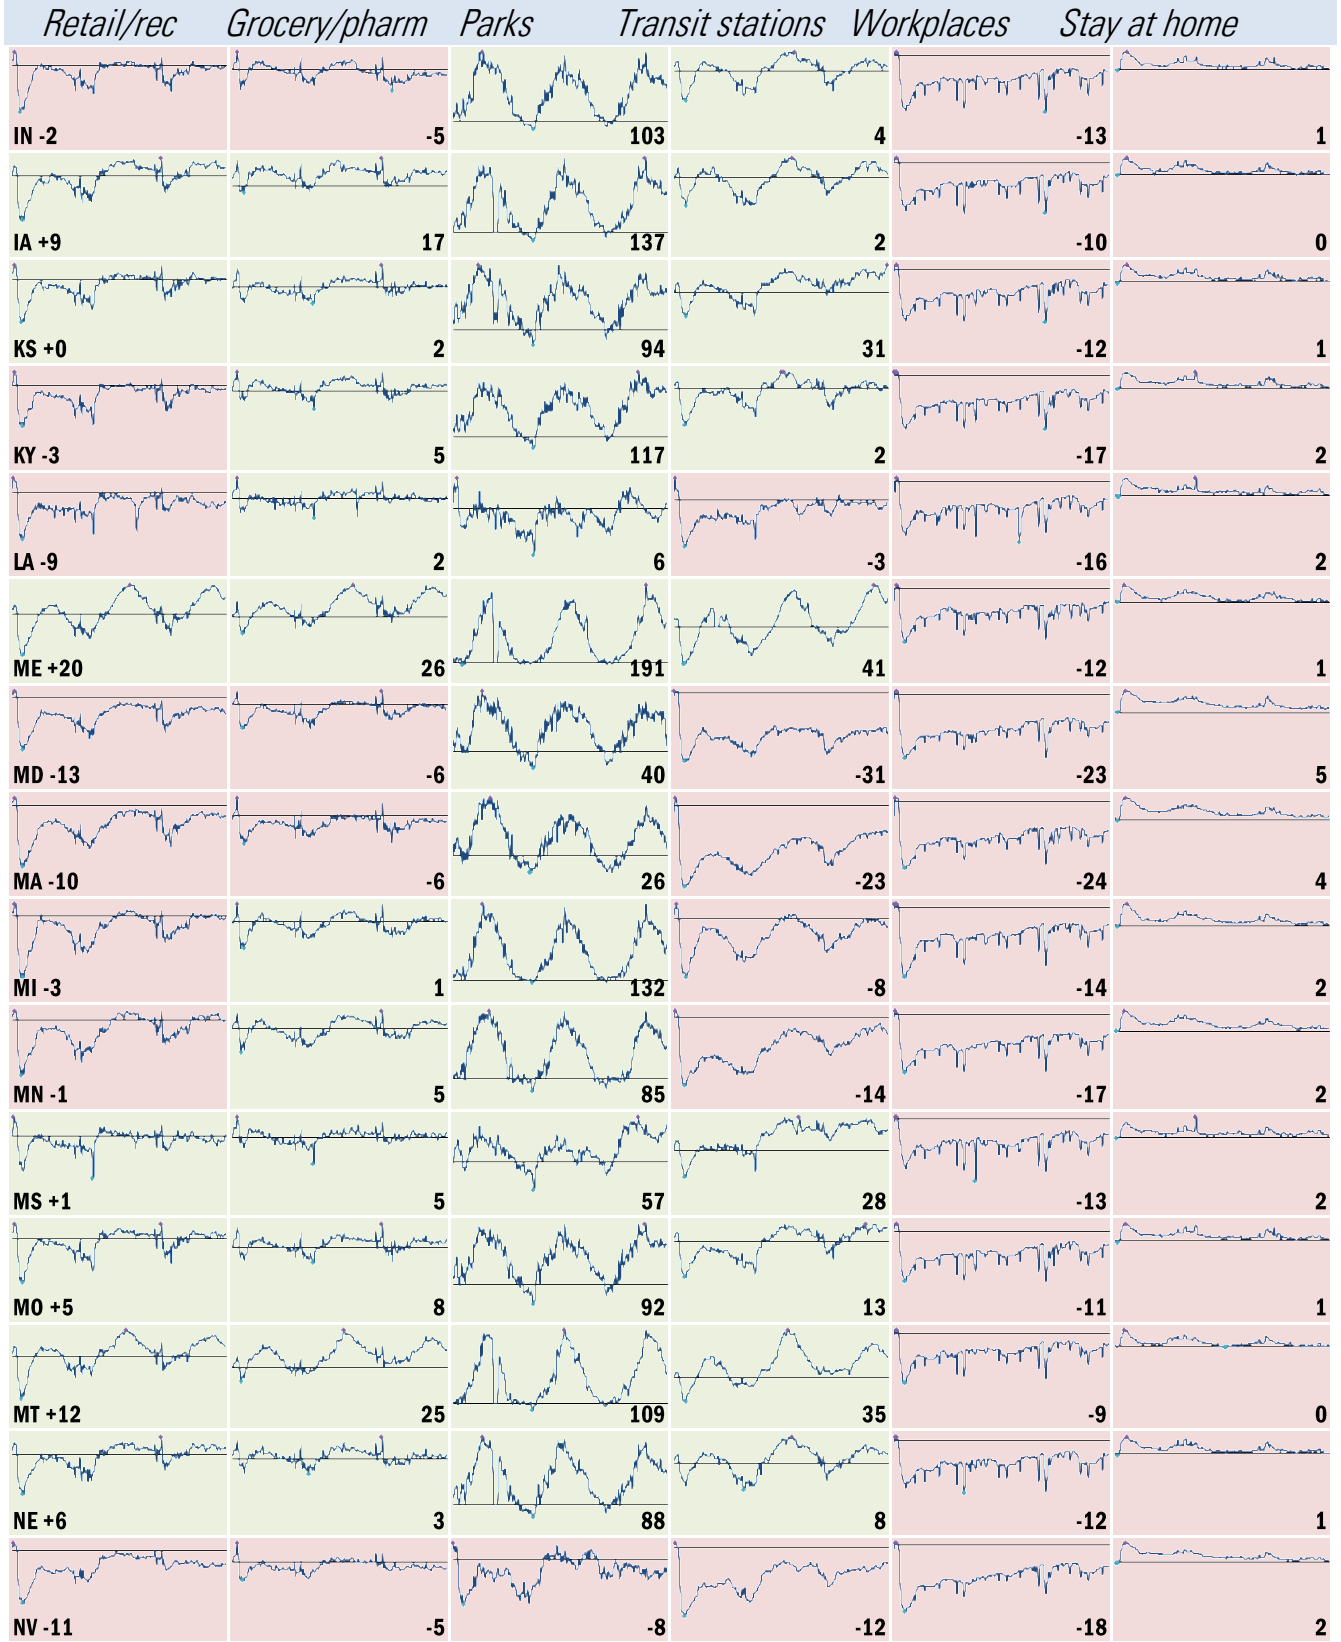 Retail/rec Grocery/pharm Parks Transit stations Workplaces Stay at home
IN -2 -5 103 4 -13 1
IA +9 17 137 2 -10 0
KS +0 2 94 31 -12 1
KY -3 5 117 2 -17 2
LA -9 2 6 -3 -16 2
ME +20 26 191 41 -12 1
MD -13 -6 40 -31 -23 5
MA -10 -6 26 -23 -24 4
MI -3 1 132 -8 -14 2
MN -1 5 85 -14 -17 2
MS +1 5 57 28 -13 2
MO +5 8 92 13 -11 1
MT +12 25 109 35 -9 0
NE +6 3 88 8 -12 1
NV -11 -5 -8 -12 -18 2